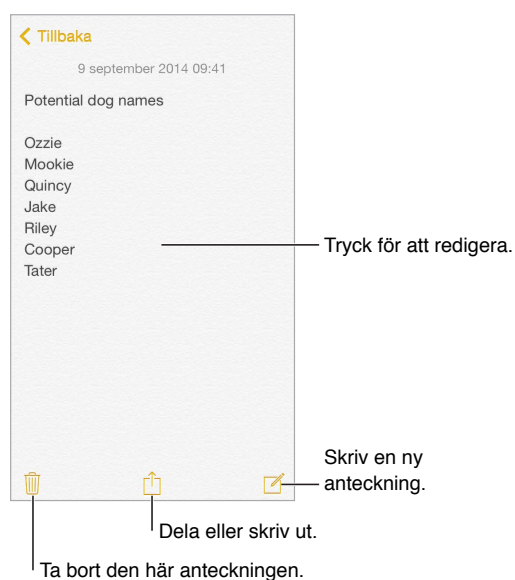 Tillbaka
9 september 2014 09:41
Potential dog names
Ozzie
Mookie
Quincy
Jake
Riley
Cooper
Tater
Tryck för att redigera.
Skriv en ny
anteckning.
Dela eller skriv ut.
Ta bort den här anteckningen.